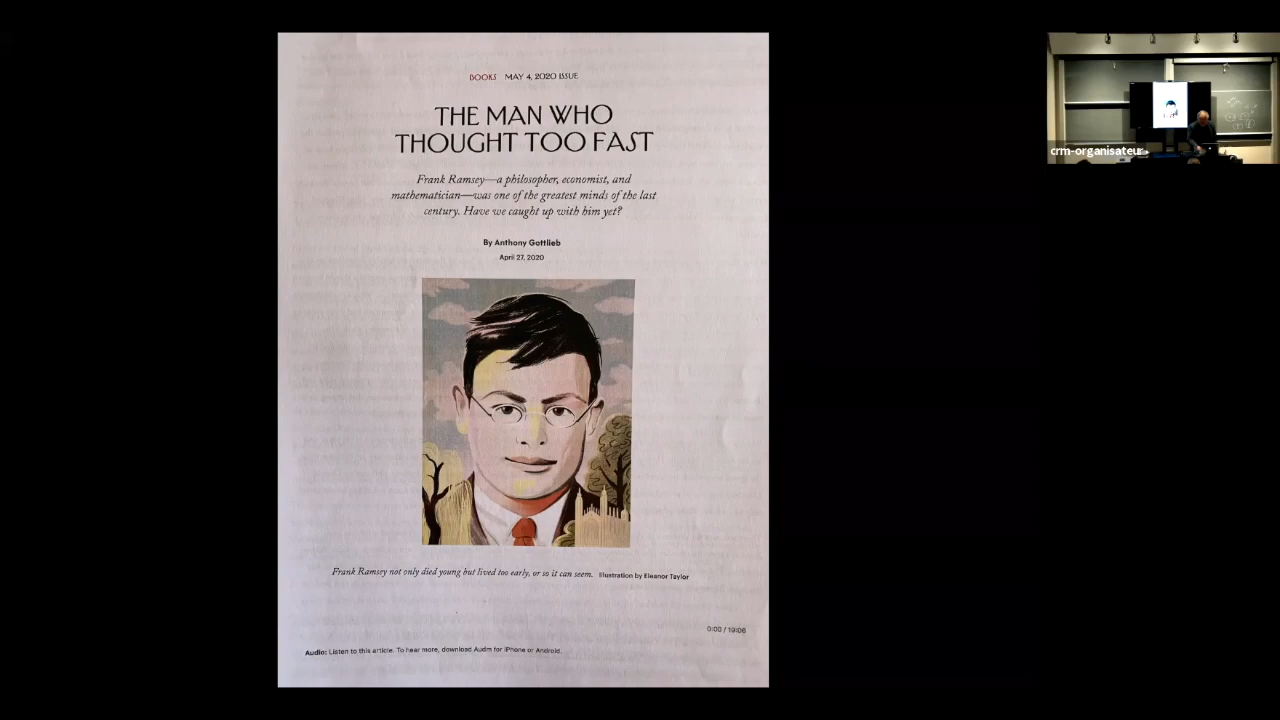 BOOKS MAY 4, 2020 ISSUE
THE MAN WHO
THOUGHT TOO FAST
Frank Ramsey—a philosopher, economist, and
mathematician—was one of the greatest minds of the last
century. Have we caught up with him yet?
By Anthony Gottlieb
April 27, 2020
Frank Ramsey not only died young but lived too early, or so it can seem. Illustration by Eleanor Taylor
0:00 / 19:06
Audio: Listen to this article. To hear more, download Audm for iPhone or Android.
crm-organisateur